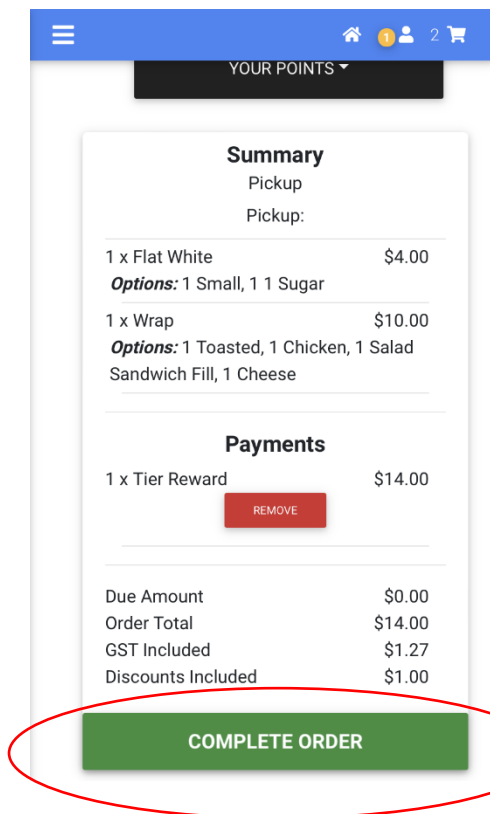 1 2
YOUR POINTS
Summary
Pickup
Pickup:
1 x Flat White $4.00
Options: 1 Small, 1 1 Sugar
1 x Wrap $10.00
Options: 1 Toasted, 1 Chicken, 1 Salad
Sandwich Fill, 1 Cheese
Payments
1 x Tier Reward $14.00
REMOVE
Due Amount $0.00
Order Total $14.00
GST Included $1.27
Discounts Included $1.00
COMPLETE ORDER